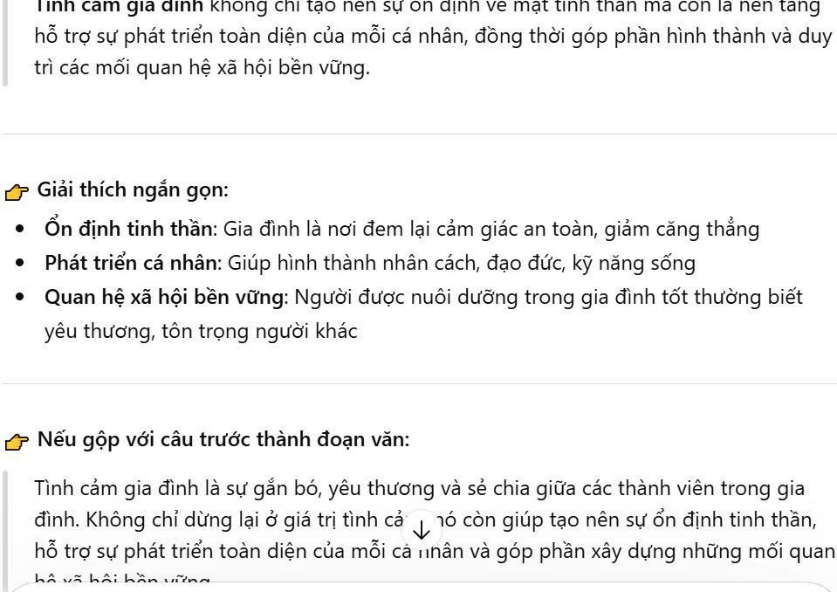 Tình cảm gia đình không chỉ tạo nên sự ổn định về mặt tinh thần mà còn là nền tảng
hỗ trợ sự phát triển toàn diện của mỗi cá nhân, đồng thời góp phần hình thành và duy
trì các mối quan hệ xã hội bền vững.
👉 Giải thích ngắn gọn:
• Ổn định tinh thần: Gia đình là nơi đem lại cảm giác an toàn, giảm căng thẳng
• Phát triển cá nhân: Giúp hình thành nhân cách, đạo đức, kỹ năng sống
• Quan hệ xã hội bền vững: Người được nuôi dưỡng trong gia đình tốt thường biết
yêu thương, tôn trọng người khác
👉 Nếu gộp với câu trước thành đoạn văn:
Tình cảm gia đình là sự gắn bó, yêu thương và sẻ chia giữa các thành viên trong gia
đình. Không chỉ dừng lại ở giá trị tình nó còn giúp tạo nên sự ổn định tinh thần,
hỗ trợ sự phát triển toàn diện của mỗi cá nhân và góp phần xây dựng những mối quan
hệ xã hội bền vững